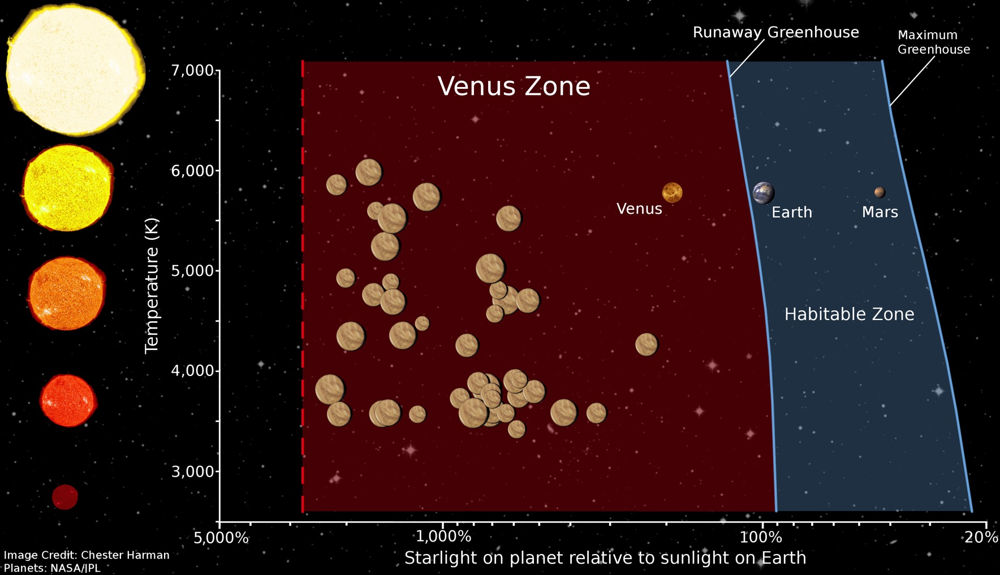 Runaway Greenhouse
Maximum
Greenhouse
7,000
Venus Zone
6,000
Venus
Earth
Mars
5,000
Temperature (K)
Habitable Zone
4,000
3,000
5,000%
1,000%
100%
20%
Starlight on planet relative to sunlight on Earth
Image Credit: Chester Harman
Planets: NASA/JPL